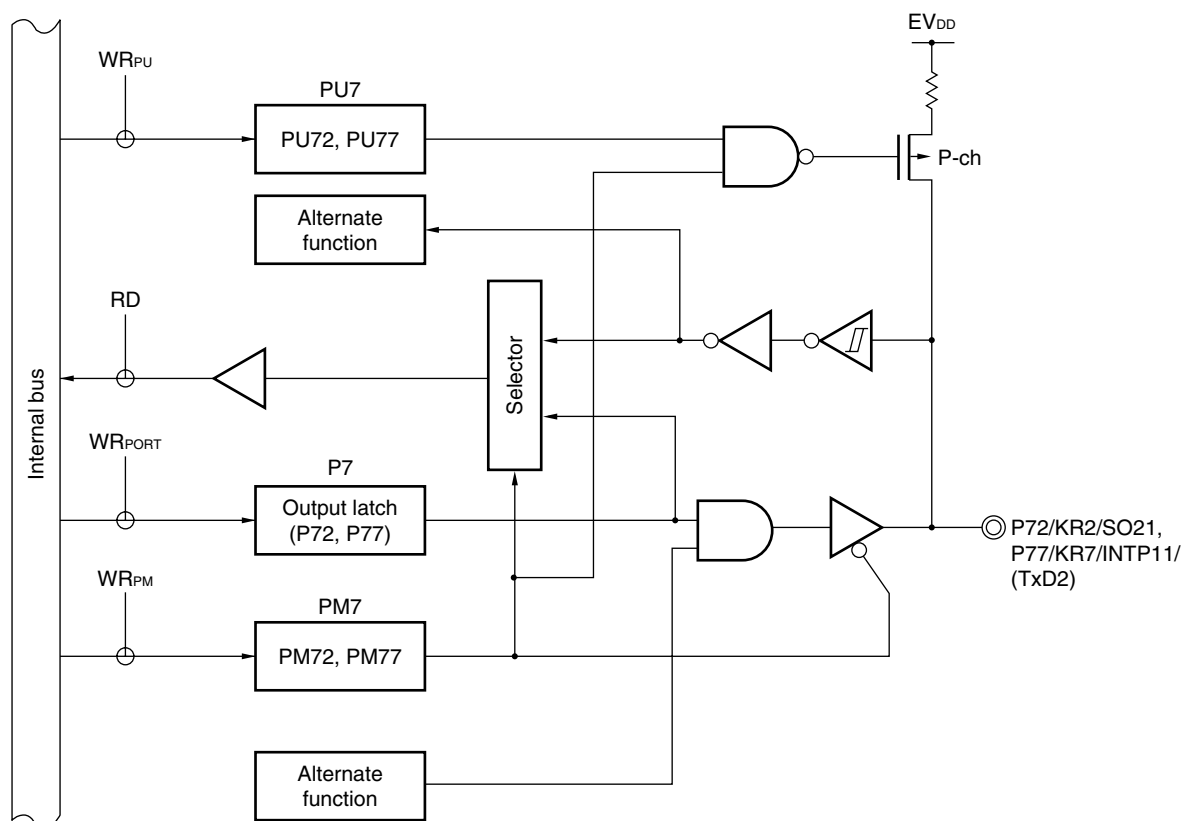 EVDD
WRPU
PU7
PU72, PU77
P-ch
Alternate
function
RD
Selector
Internal bus
WRPORT
P7
Output latch
(P72, P77)
P72/KR2/SO21,
P77/KR7/INTP11/
(TxD2)
WRPM
PM7
PM72, PM77
Alternate
function